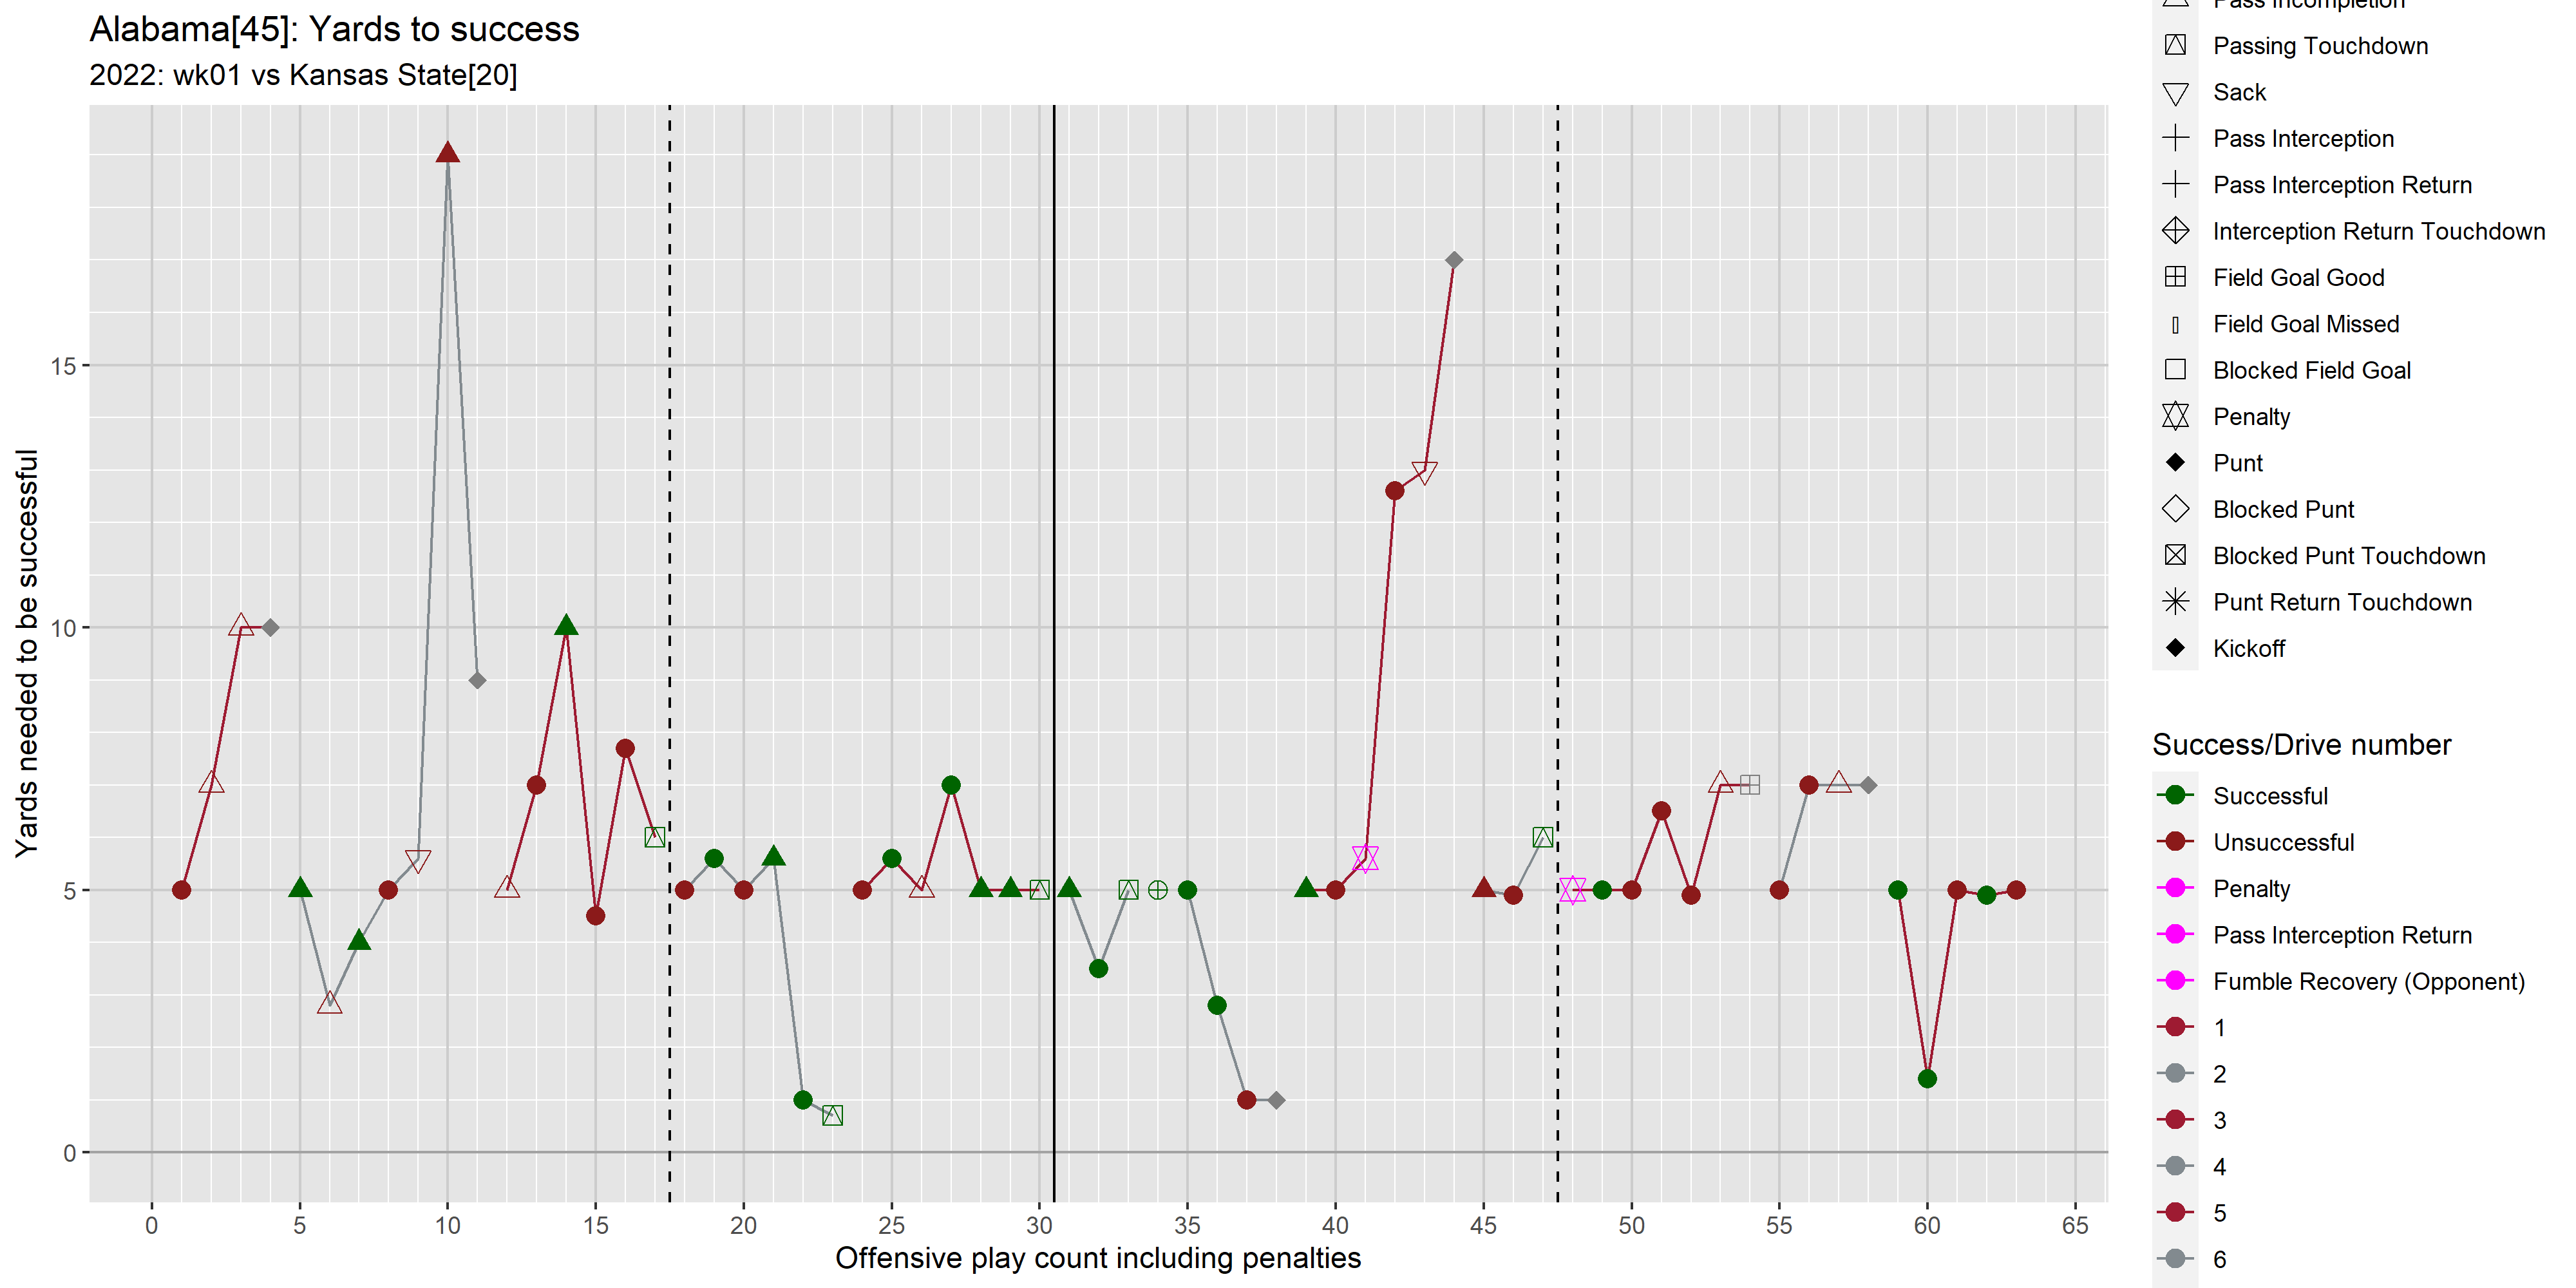 Alabama[45]: Yards to success
2022: wk01 vs Kansas State[20]
Yards needed to be successful
15
10
5
0
0 5 10 15 20 25 30 35 40 45 50 55 60 65
Offensive play count including penalties
Pass Incompletion
Passing Touchdown
Sack
Pass Interception
Pass Interception Return
Interception Return Touchdown
Field Goal Good
Field Goal Missed
Blocked Field Goal
Penalty
Punt
Blocked Punt
Blocked Punt Touchdown
Punt Return Touchdown
Kickoff
Success/Drive number
Successful
Unsuccessful
Penalty
Pass Interception Return
Fumble Recovery (Opponent)
1
2
3
4
5
6